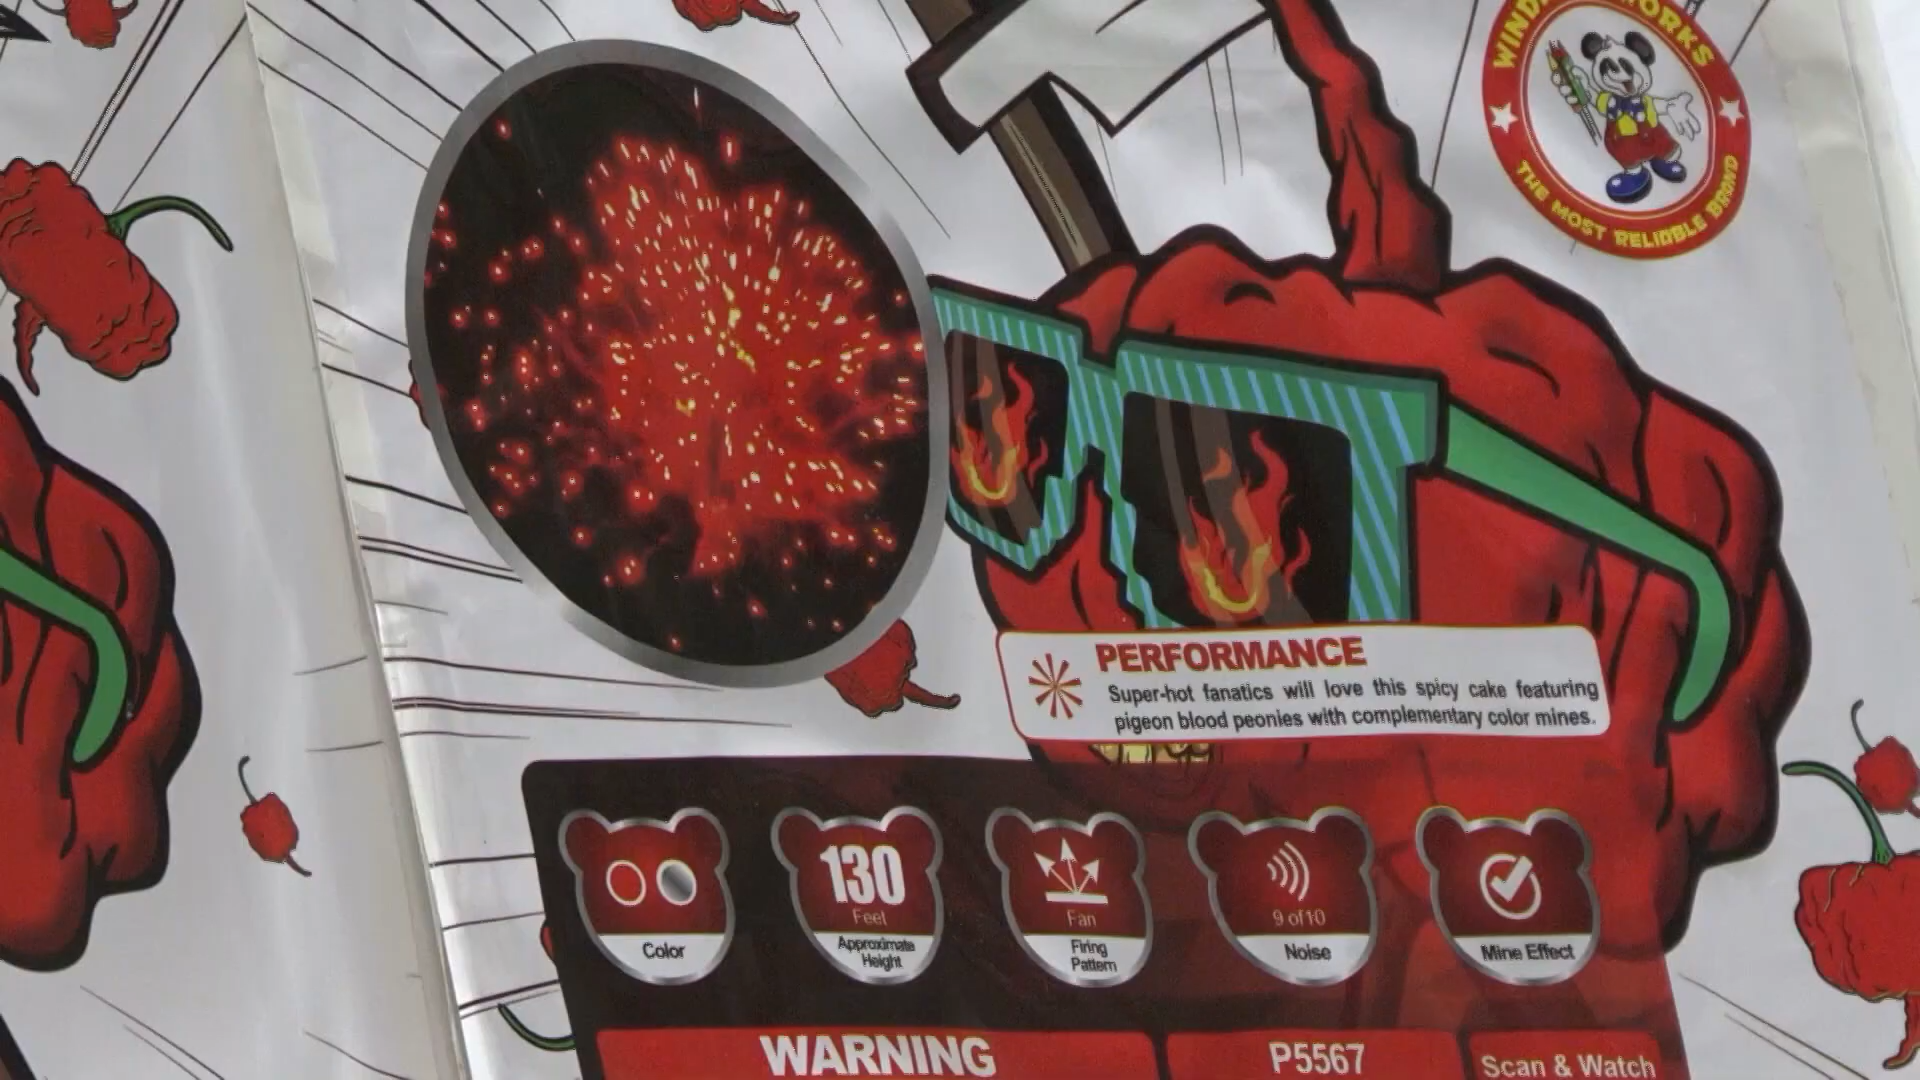 WIND
WORKS
THE MOST RELIABLE BRAND
PERFORMANCE
Super-hot fanatics will love this spicy cake featuring
pigeon blood peonies with complementary color mines.
Color
130
Feet
Approximate
Height
Fan
Firing
Pattern
9 of 10
Noise
Mine Effect
WARNING
P5567
Scan & Watch